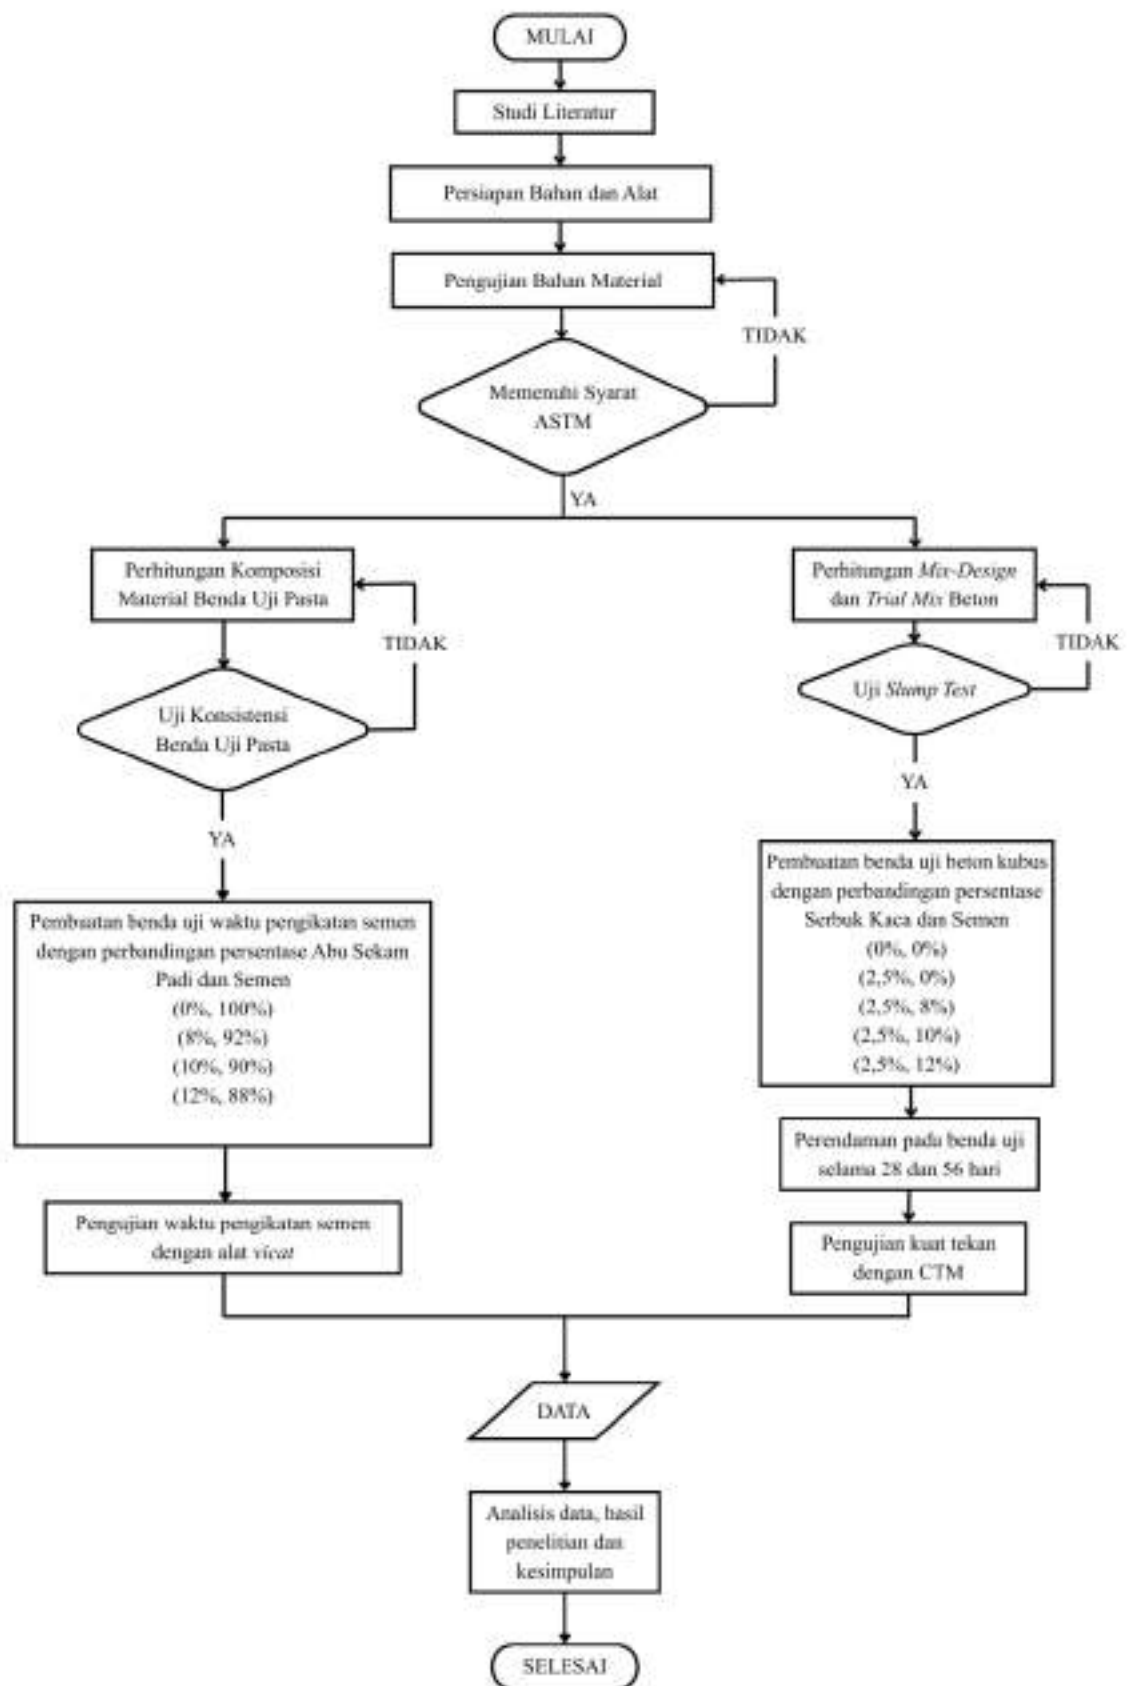 MULAI
Studi Literatur
Persiapan Bahan dan Alat
Pengujian Bahan Material
TIDAK
Memenuhi Syarat
ASTM
YA
Perhitungan Komposisi
Material Benda Uji Pasta
TIDAK
Uji Konsistensi
Benda Uji Pasta
YA
Pembuatan benda uji waktu pengikatan semen
dengan perbandingan persentase Abu Sekam
Padi dan Semen
(0%, 100%)
(8%, 92%)
(10%, 90%)
(12%, 88%)
Pengujian waktu pengikatan semen
dengan alat vicat
Perhitungan Mix-Design
dan Trial Mix Beton
TIDAK
Uji Slump Test
YA
Pembuatan benda uji beton kubus
dengan perbandingan persentase
Serbuk Kaca dan Semen
(0%, 0%)
(2,5%, 0%)
(2,5%, 8%)
(2,5%, 10%)
(2,5%, 12%)
Perendaman pada benda uji
selama 28 dan 56 hari
Pengujian kuat tekan
dengan CTM
DATA
Analisis data, hasil
penelitian dan
kesimpulan
SELESAI